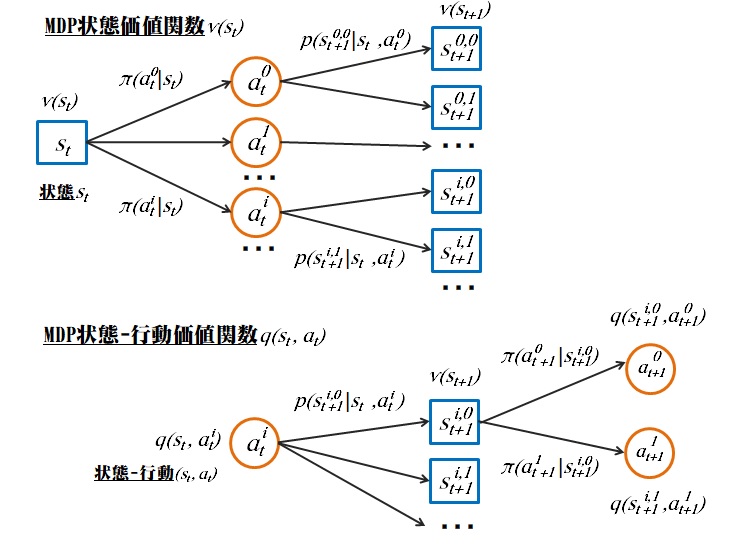 MDP状態価値関数v(s_t)
v(s_{t+1})
p(s_{t+1}^{0,0}|s_t ,a_t^0)
s_{t+1}^{0,0}
π(a_t^0|s_t)
a_t^0
v(s_t)
s_{t+1}^{0,1}
s_t
a_t^1
...
...
状態s_t
π(a_t^i|s_t)
a_t^i
s_{t+1}^{i,0}
...
p(s_{t+1}^{i,1}|s_t ,a_t^i)
s_{t+1}^{i,1}
...
MDP状態-行動価値関数q(s_t, a_t)
q(s_{t+1}^{i,0},a_{t+1}^0)
π(a_{t+1}^0|s_{t+1}^{i,0})
a_{t+1}^0
v(s_{t+1})
p(s_{t+1}^{i,0}|s_t ,a_t^i)
q(s_t, a_t^i)
a_t^i
s_{t+1}^{i,0}
a_{t+1}^1
状態-行動(s_t, a_t)
π(a_{t+1}^1|s_{t+1}^{i,0})
s_{t+1}^{i,1}
q(s_{t+1}^{i,1},a_{t+1}^1)
...